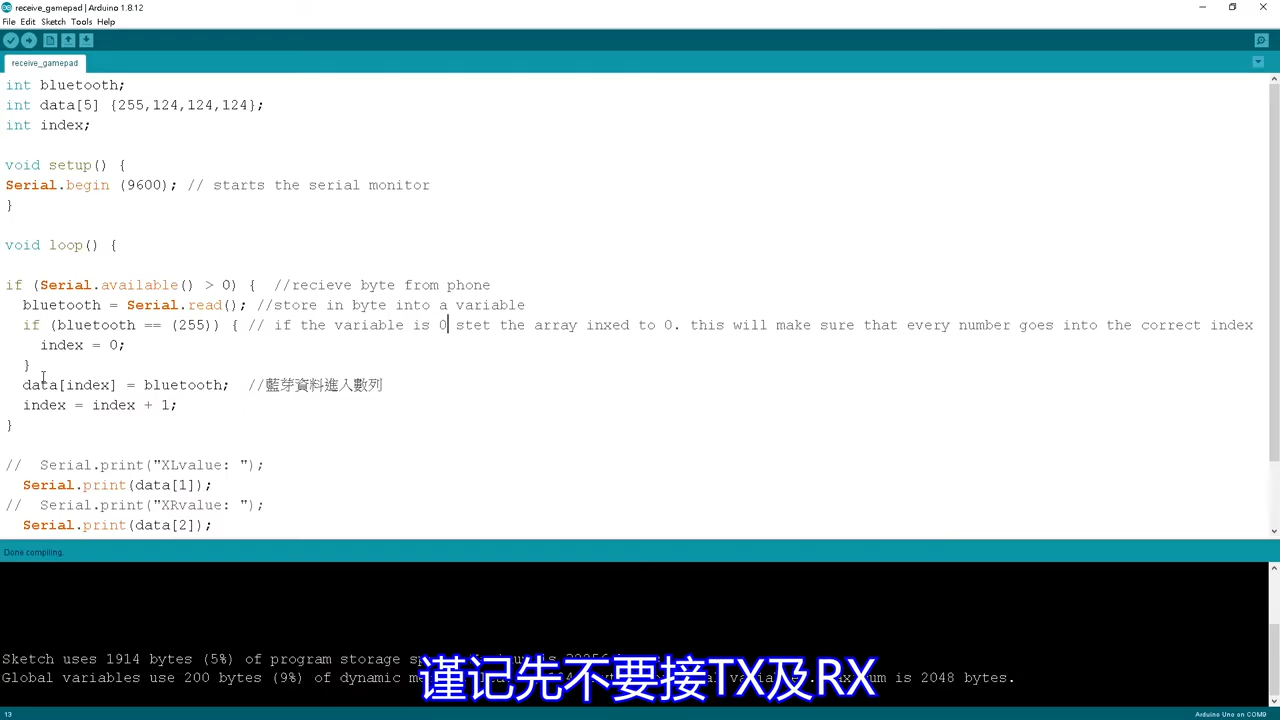 receive_gamepad | Arduino 1.8.12
File Edit Sketch Tools Help
receive_gamepad
int bluetooth;
int data[5] {255,124,124,124};
int index;
void setup() {
Serial.begin (9600); // starts the serial monitor
}
void loop() {
if (Serial.available() > 0) {  //recieve byte from phone
bluetooth = Serial.read(); //store in byte into a variable
if (bluetooth == (255)) { // if the variable is 0 stet the array inxed to 0. this will make sure that every number goes into the correct index
index = 0;
}
data[index] = bluetooth;  //藍芽資料進入數列
index = index + 1;
}
//  Serial.print("XLvalue: ");
Serial.print(data[1]);
//  Serial.print("XRvalue: ");
Serial.print(data[2]);
Done compiling.
Sketch uses 1914 bytes (5%) of program storage
Global variables use 200 bytes (9%) of dynamic
is 2048 bytes.
谨记先不要接TX及RX
13
Arduino Uno on COM9